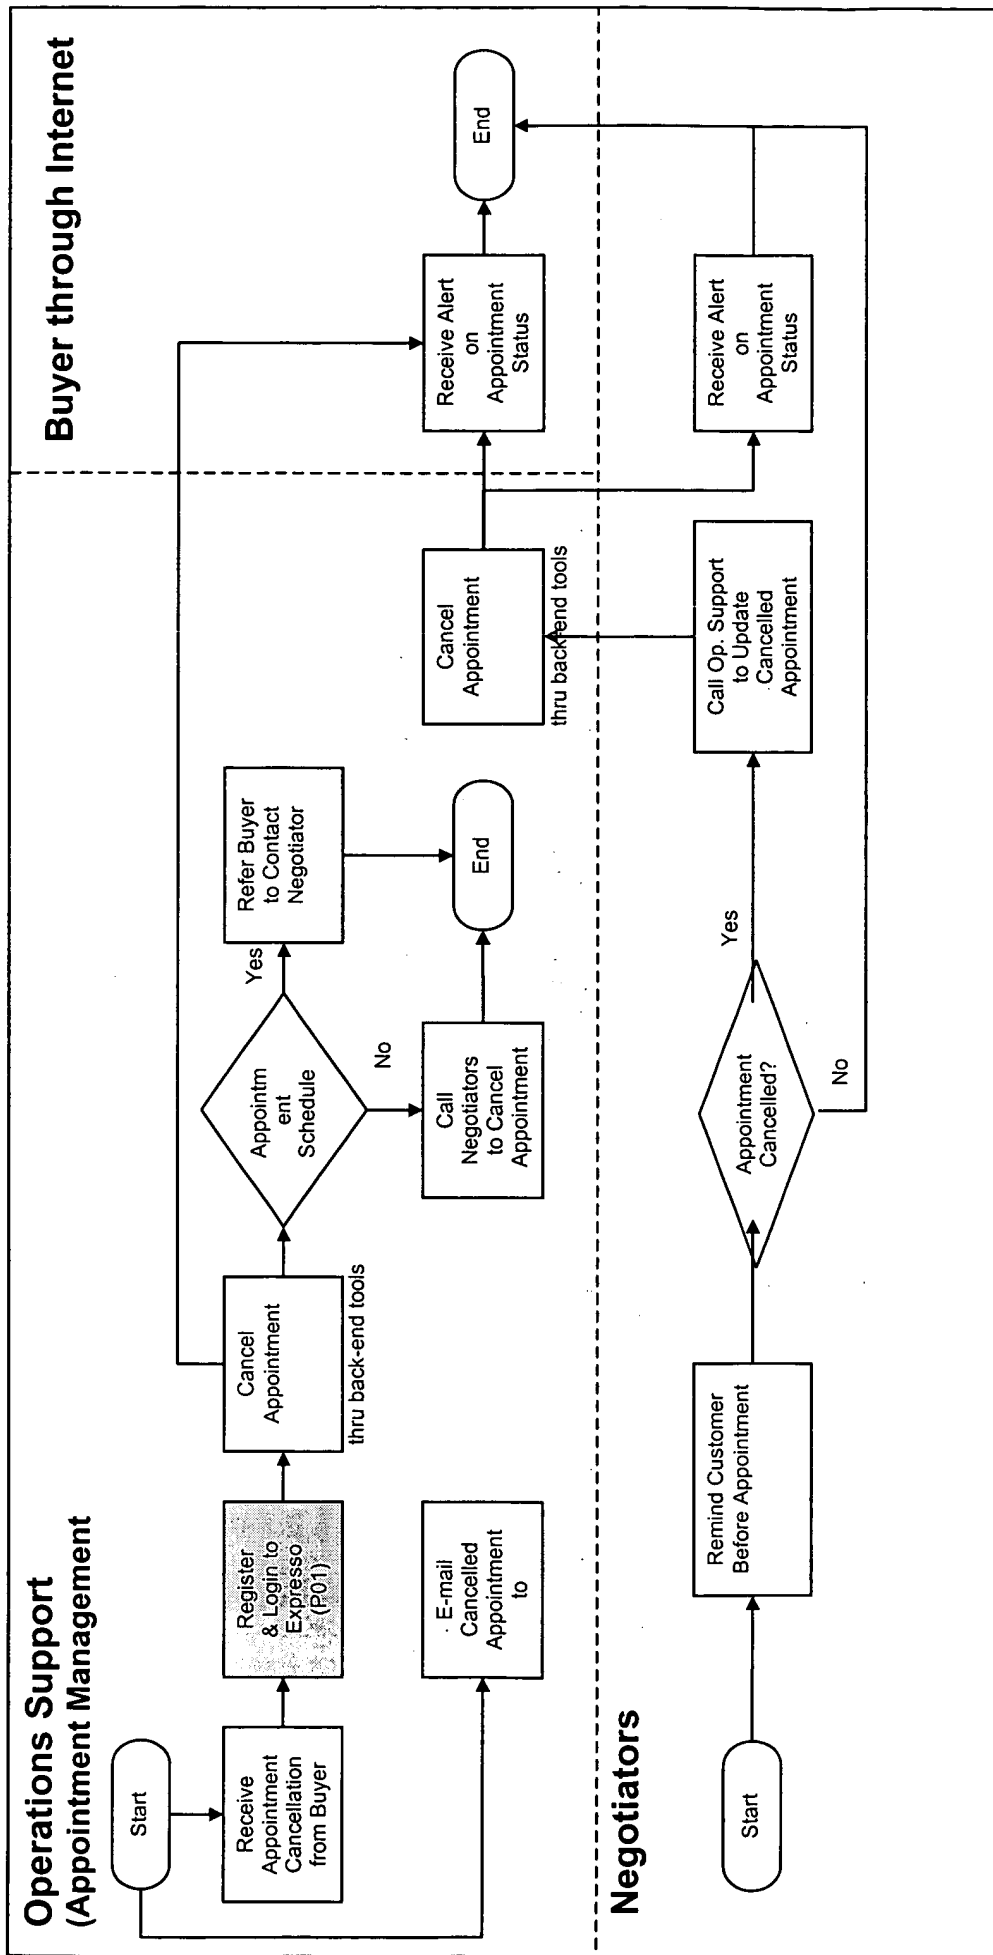 Operations Support
(Appointment Management
Buyer through Internet
Start
Receive
Appointment
Cancellation
from Buyer
Register
& Login to
Expresso
(P.01)
Cancel
Appointment
thru back-end tools
Appointm
ent
Schedule
Yes
Refer Buyer
to Contact
Negotiator
No
Call
Negotiators
to Cancel
Appointment
End
E-mail
Cancelled
Appointment
to
Cancel
Appointment
thru back-end tools
Receive Alert
on
Appointment
Status
End
Negotiators
Start
Remind Customer
Before Appointment
Appointment
Cancelled?
Yes
No
Call Op. Support
to Update
Cancelled
Appointment
Receive Alert
on
Appointment
Status